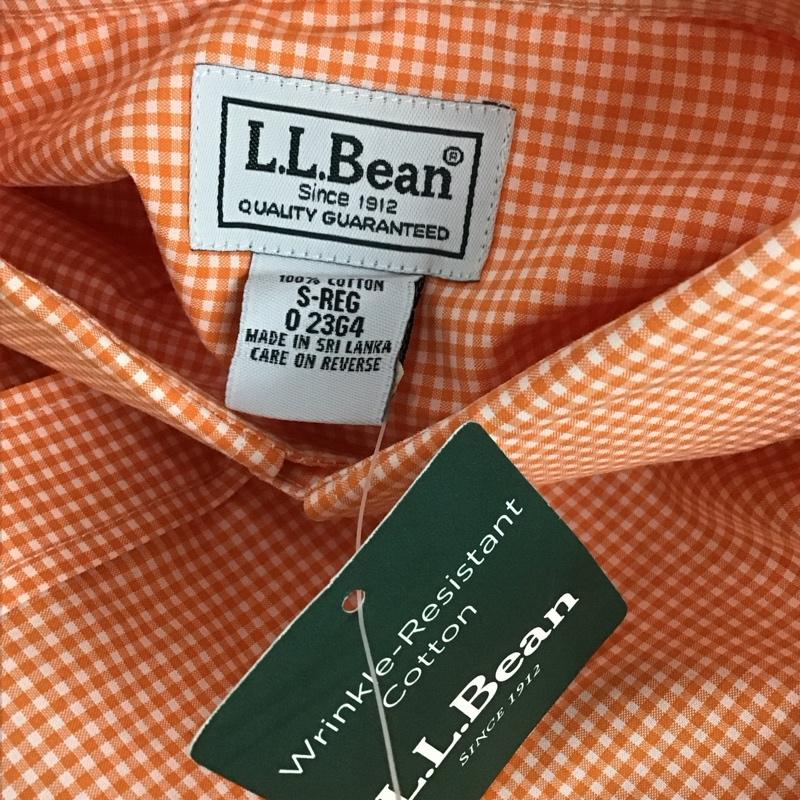 L.L.Bean®
Since 1912
QUALITY GUARANTEED
100% COTTON
S-REG
0 23G4
MADE IN SRI LANKA
CARE ON REVERSE
Wrinkle-Resistant
Cotton
L.L.Bean
SINCE 1912